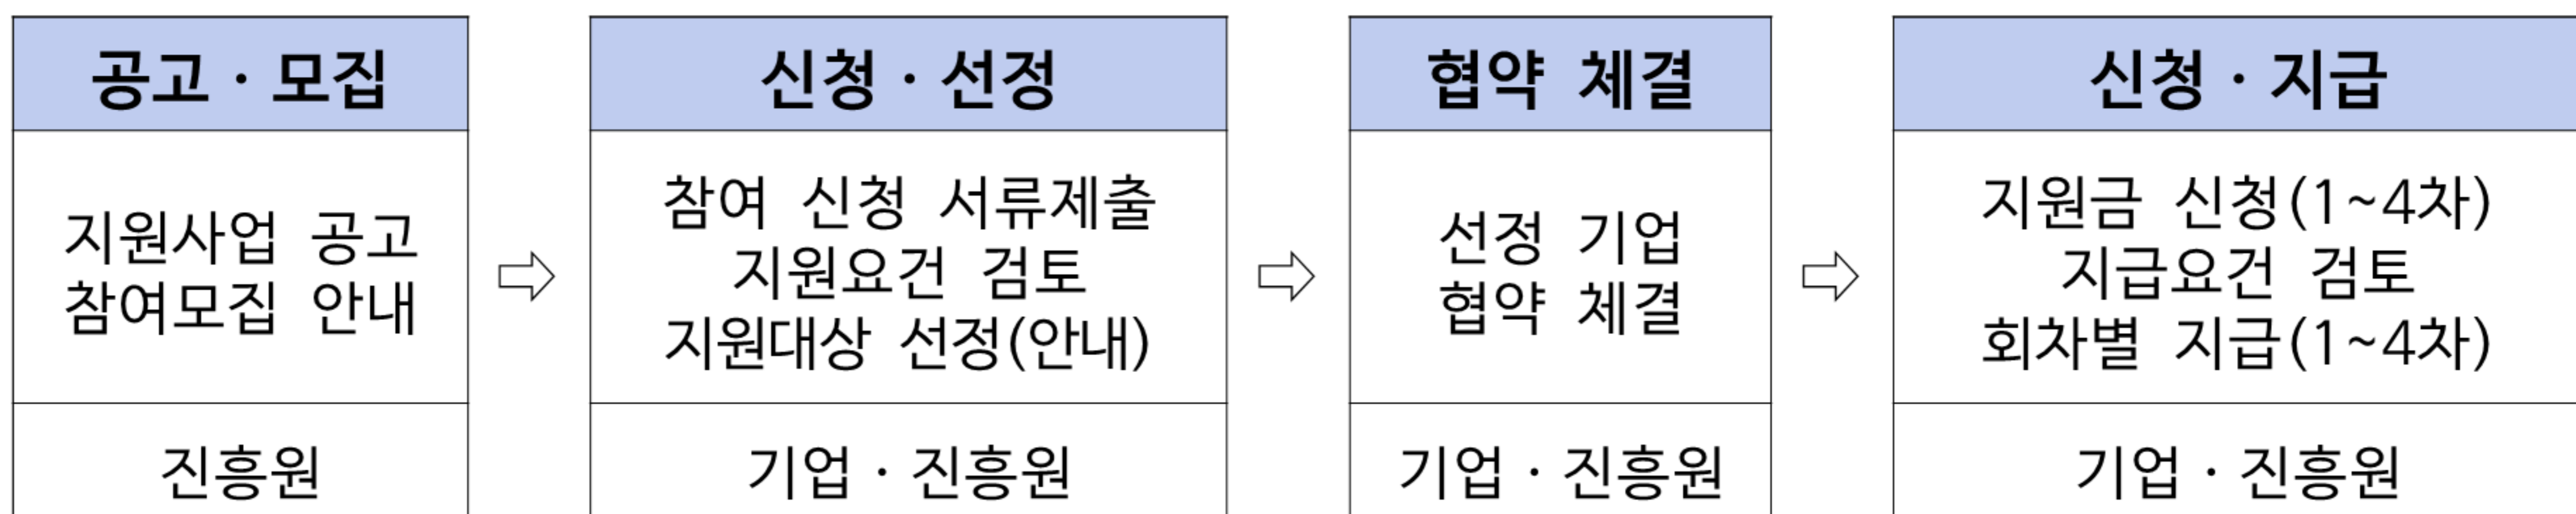 공고 · 모집
지원사업 공고
참여모집 안내
진흥원
⇨
신청 · 선정
참여 신청 서류제출
지원요건 검토
지원대상 선정(안내)
기업 · 진흥원
⇨
협약 체결
선정 기업
협약 체결
기업 · 진흥원
⇨
신청 · 지급
지원금 신청(1~4차)
지급요건 검토
회차별 지급(1~4차)
기업 · 진흥원